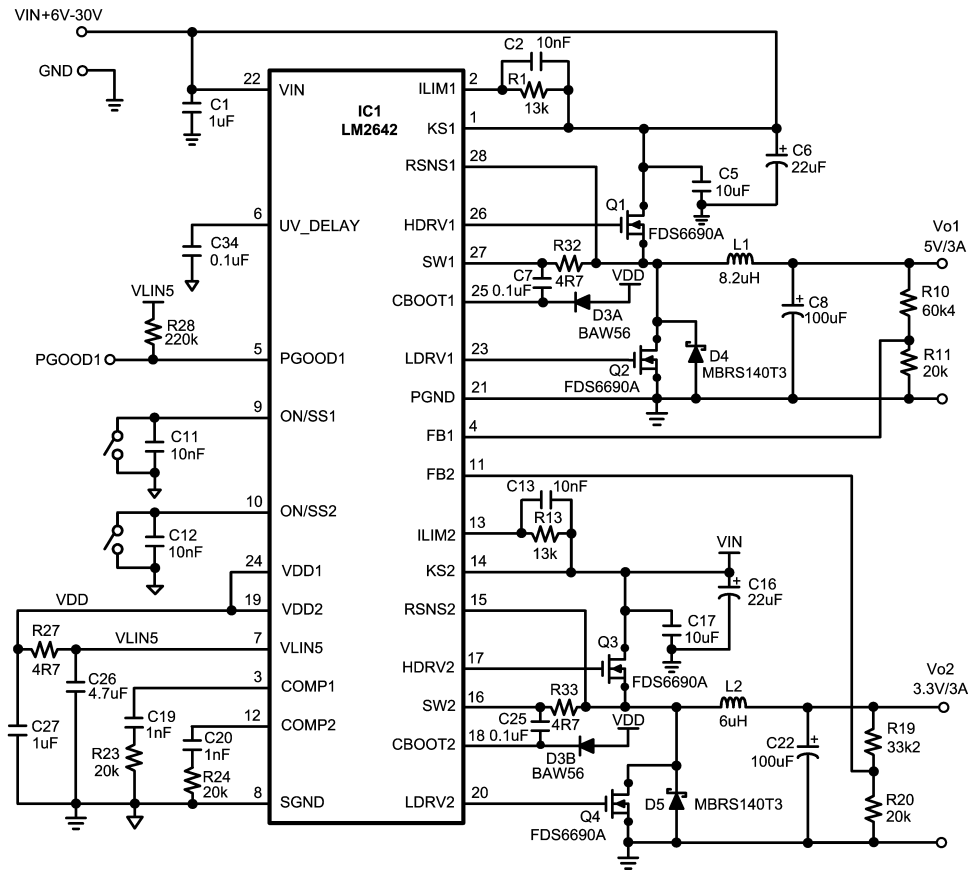 VIN+6V-30V
GND
22
VIN
C1
1uF
IC1
LM2642
6
UV_DELAY
C34
0.1uF
VLIN5
R28
220k
PGOOD1
5
PGOOD1
9
ON/SS1
C11
10nF
10
ON/SS2
C12
10nF
24
VDD1
VDD
19
VDD2
R27
4R7
VLIN5
7
VLIN5
C26
4.7uF
3
COMP1
C27
1uF
C19
1nF
R23
20k
12
COMP2
C20
1nF
R24
20k
8
SGND
ILIM1
2
C2
10nF
R1
13k
KS1
1
RSNS1
28
C5
10uF
C6
22uF
HDRV1
26
Q1
FDS6690A
SW1
27
R32
4R7
C7
0.1uF
VDD
L1
8.2uH
Vo1
5V/3A
CBOOT1
25
D3A
BAW56
C8
100uF
R10
60k4
LDRV1
23
Q2
FDS6690A
D4
MBRS140T3
R11
20k
PGND
21
FB1
4
FB2
11
C13
10nF
ILIM2
13
R13
13k
KS2
14
VIN
C16
22uF
RSNS2
15
C17
10uF
HDRV2
17
Q3
FDS6690A
SW2
16
R33
4R7
C25
0.1uF
VDD
L2
6uH
Vo2
3.3V/3A
CBOOT2
18
D3B
BAW56
C22
100uF
R19
33k2
LDRV2
20
Q4
FDS6690A
D5
MBRS140T3
R20
20k